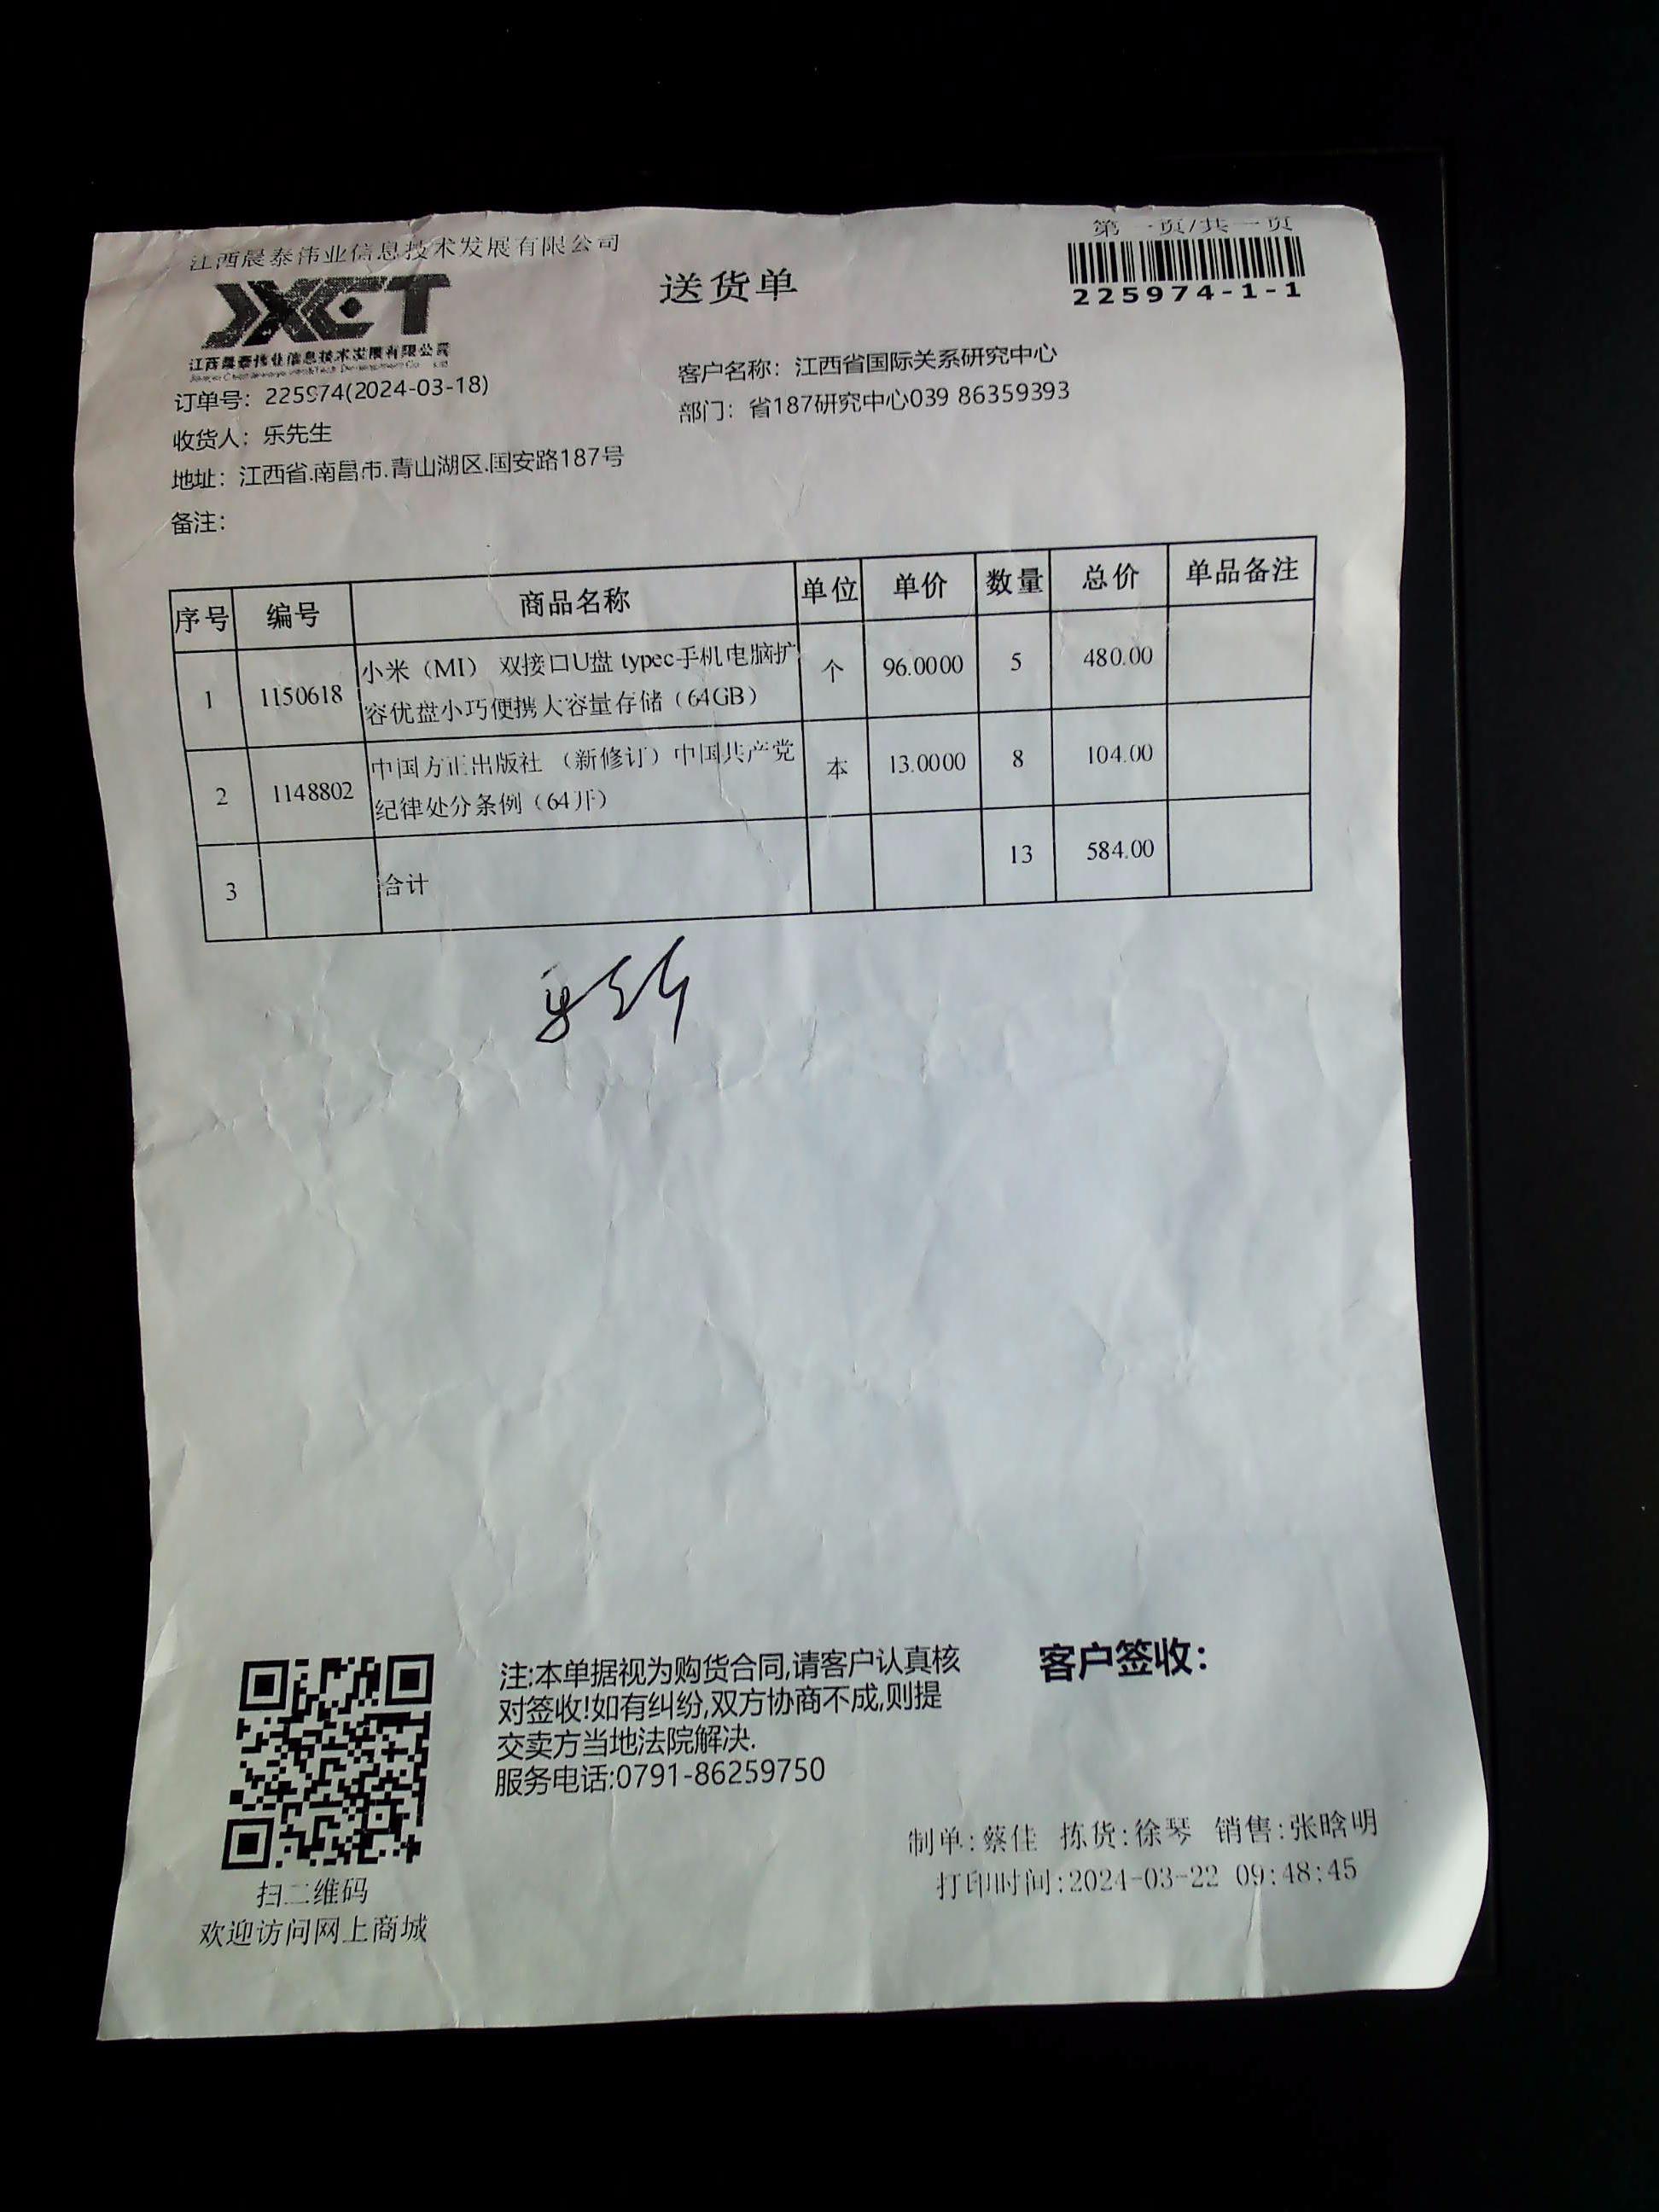 江西晨泰伟业信息技术发展有限公司
第一页/共一页
JXCT
送货单
225974-1-1
江西晨泰伟业信息技术发展有限公司
订单号：225974(2024-03-18)
客户名称：江西省国际关系研究中心
收货人：乐先生
部门：省187研究中心039 86359393
地址：江西省.南昌市.青山湖区.国安路187号
备注：
序号 编号 商品名称 单位 单价 数量 总价 单品备注
1 1150618 小米（MI） 双接口U盘 typec手机电脑扩 个 96.0000 5 480.00
容优盘小巧便携大容量存储（64GB）
2 1148802 中国方正出版社 （新修订）中国共产党 本 13.0000 8 104.00
纪律处分条例（64开）
3 合计 13 584.00
注:本单据视为购货合同,请客户认真核
对签收!如有纠纷,双方协商不成,则提
交卖方当地法院解决.
服务电话:0791-86259750
客户签收：
制单:蔡佳 拣货:徐琴 销售:张晗明
打印时间:2024-03-22 09:48:45
扫二维码
欢迎访问网上商城